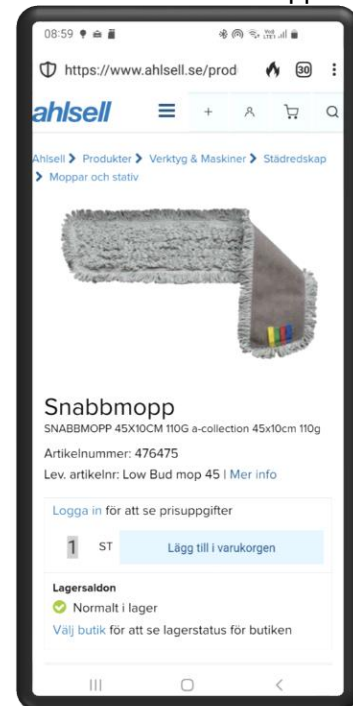 08:59
https://www.ahlsell.se/prod
30
ahlsell
Ahlsell > Produkter > Verktyg & Maskiner > Städredskap
> Moppar och stativ
Snabbmopp
SNABBMOPP 45X10CM 110G a-collection 45x10cm 110g
Artikelnummer: 476475
Lev. artikelnr: Low Bud mop 45 | Mer info
Logga in för att se prisuppgifter
1 ST Lägg till i varukorgen
Lagersaldon
Normalt i lager
Välj butik för att se lagerstatus för butiken